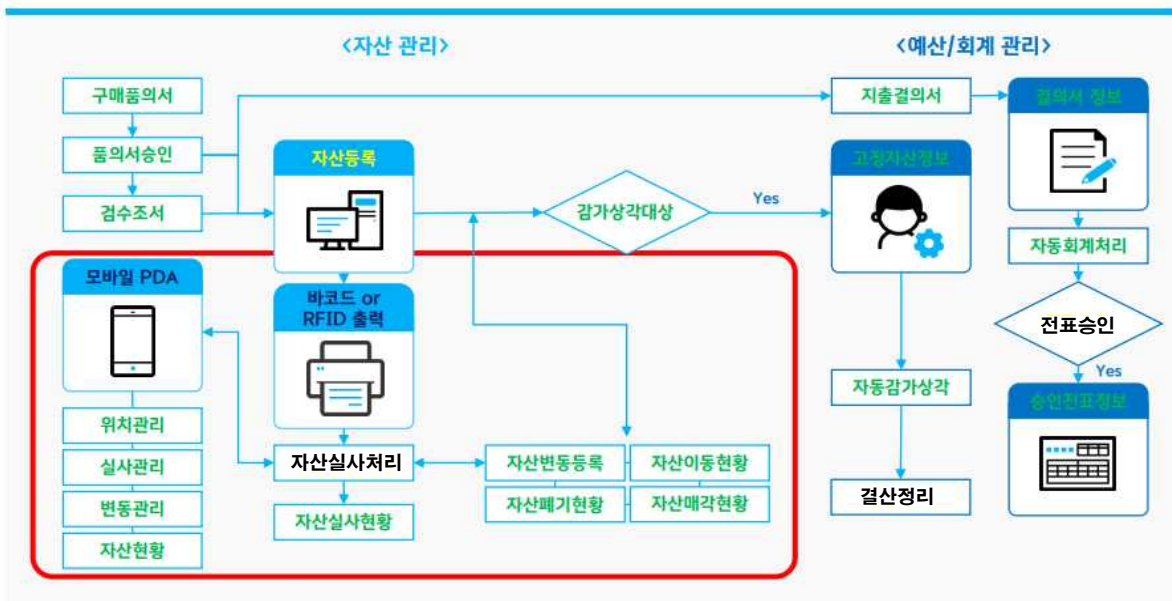 <자산 관리>
<예산/회계 관리>
구매품의서
품의서승인
검수조서
자산등록
감가상각대상
Yes
지출결의서
결의서 정보
고정자산정보
자동회계처리
전표승인
Yes
승인전표정보
자동감가상각
결산정리
모바일 PDA
위치관리
실사관리
변동관리
자산현황
바코드 or
RFID 출력
자산실사처리
자산실사현황
자산변동등록
자산이동현황
자산폐기현황
자산매각현황